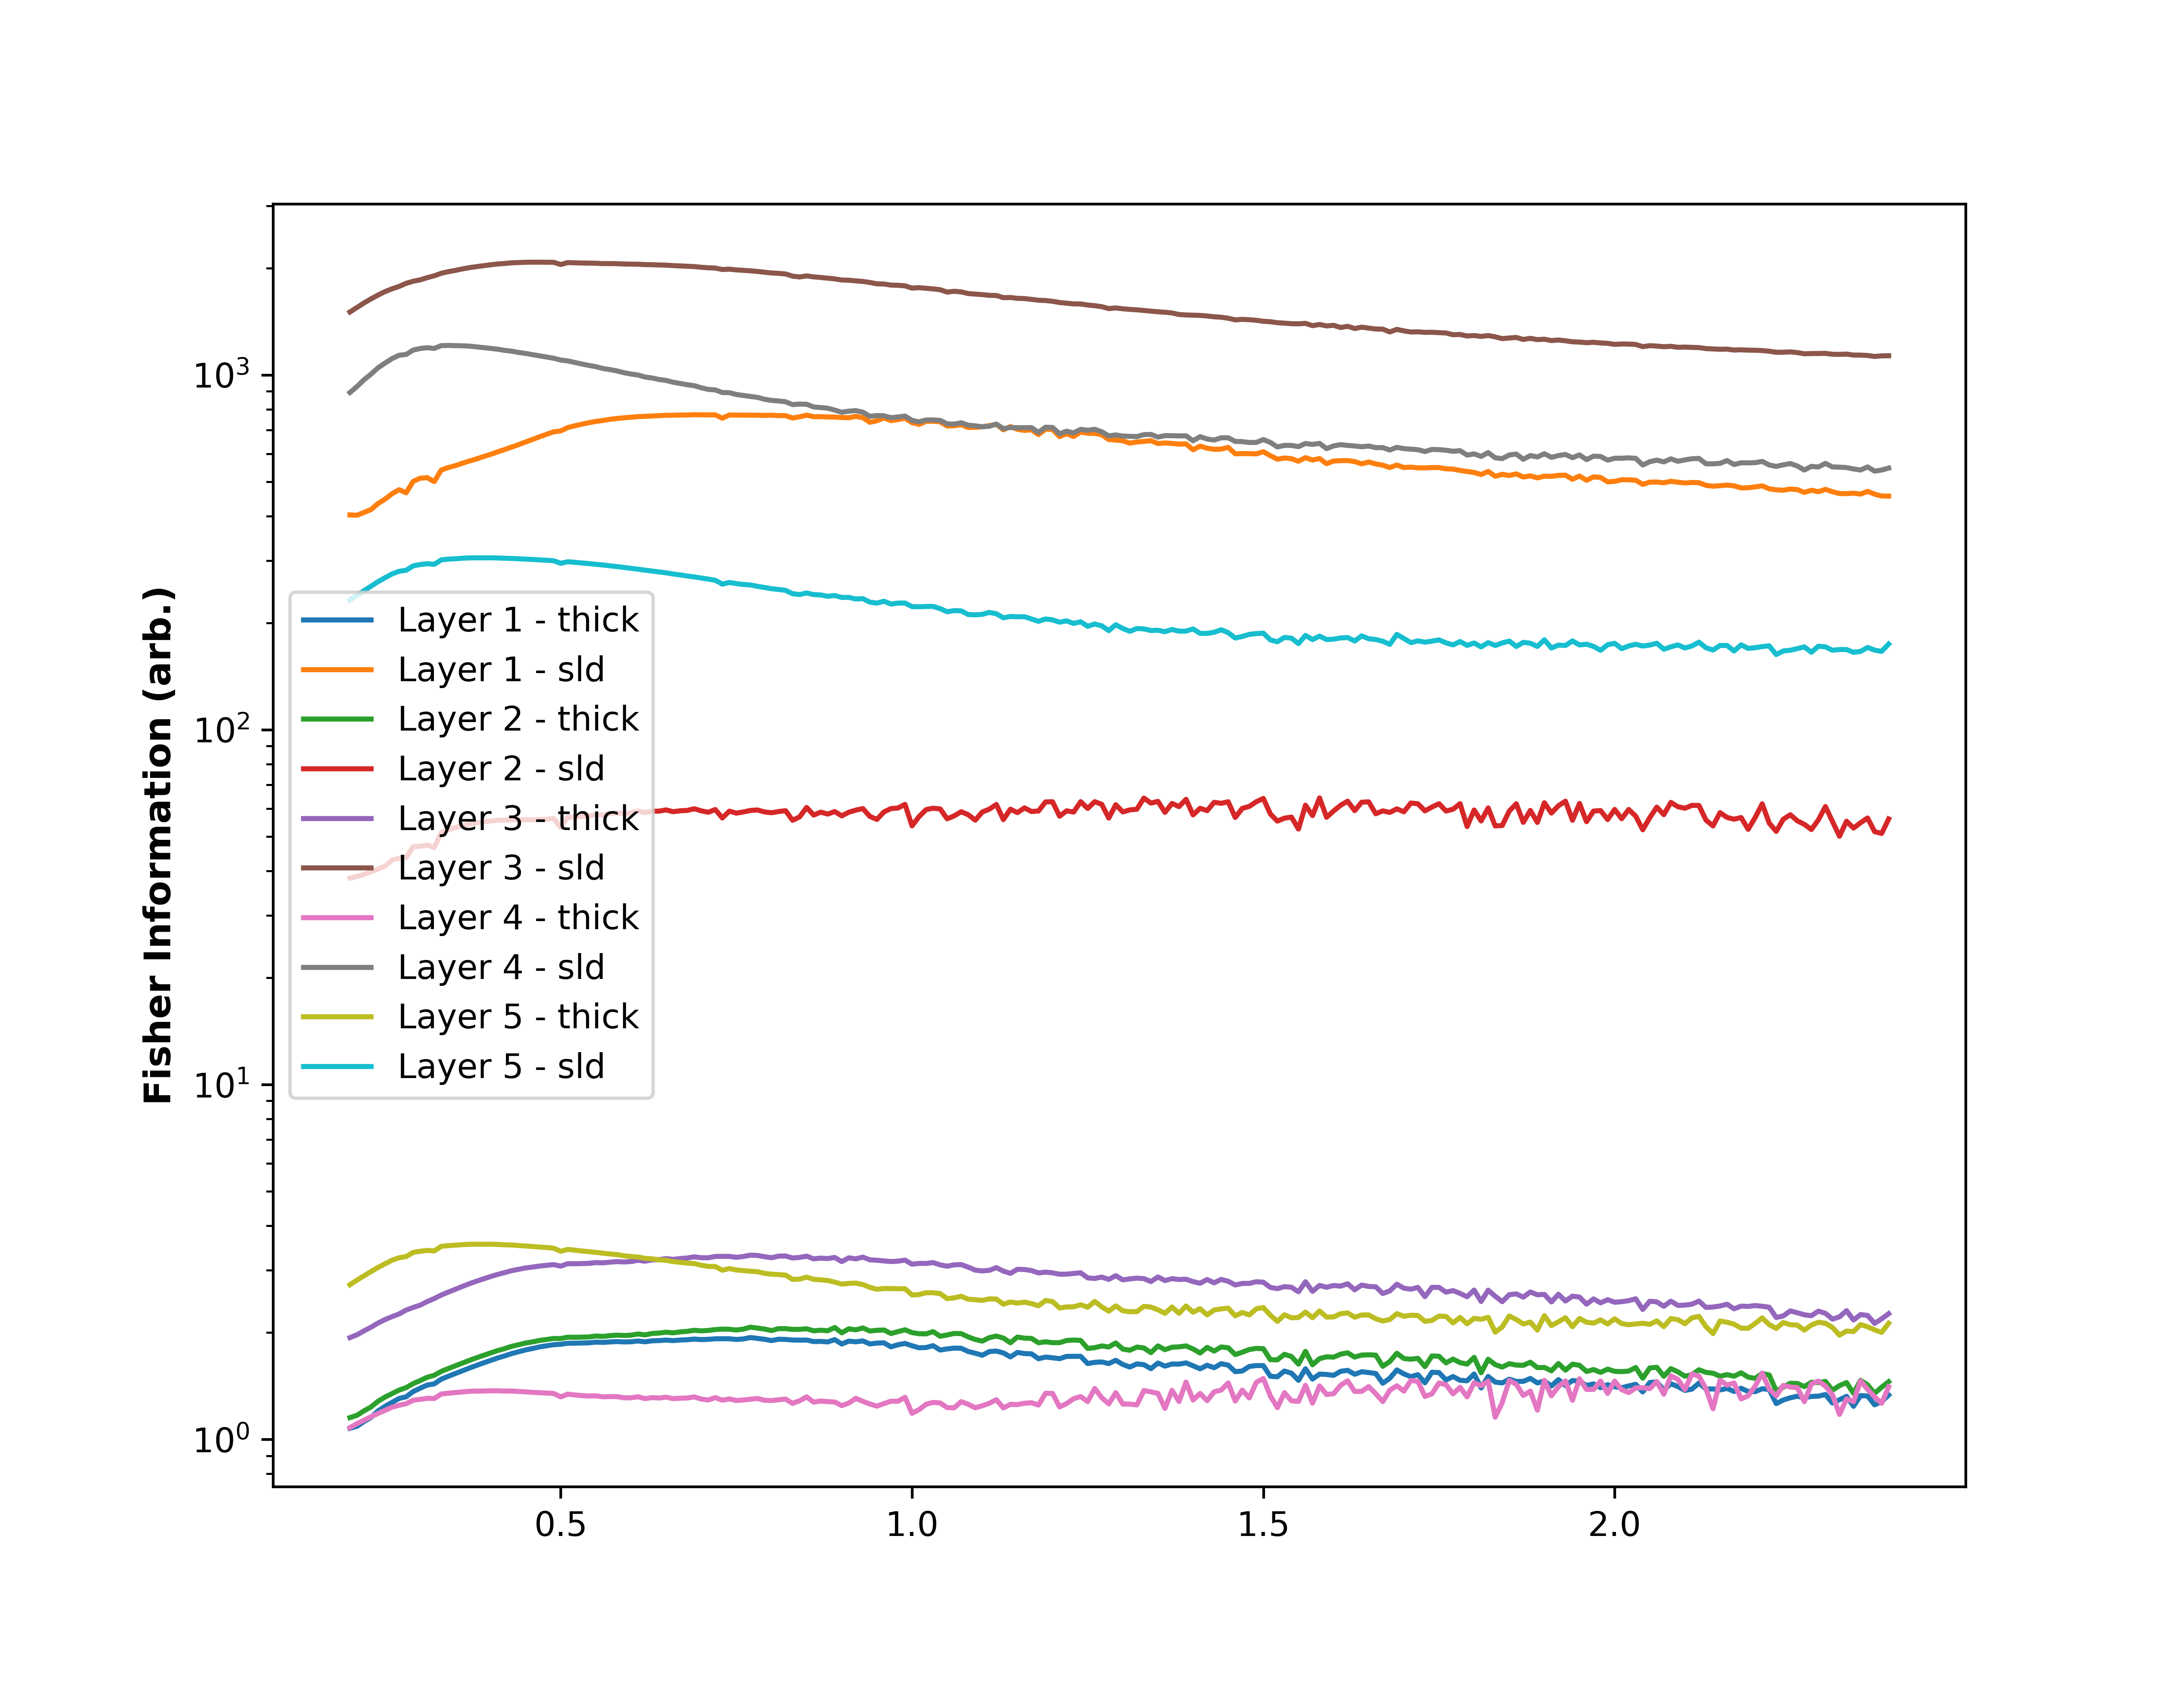 Fisher Information (arb.)
10³
10²
10¹
10⁰
Layer 1 - thick
Layer 1 - sld
Layer 2 - thick
Layer 2 - sld
Layer 3 - thick
Layer 3 - sld
Layer 4 - thick
Layer 4 - sld
Layer 5 - thick
Layer 5 - sld
0.5 1.0 1.5 2.0